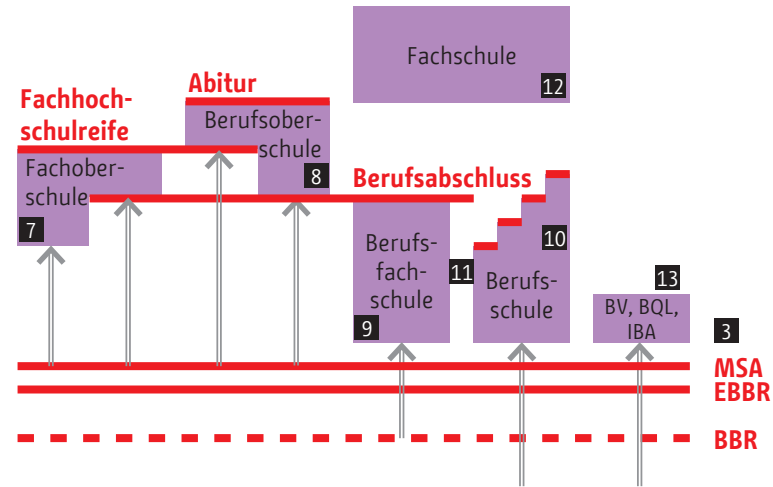 Fachschule
12
Abitur
Fachhoch-
schulreife
Berufsober-
schule
8
Fachober-
schule
7
Berufsabschluss
Berufs-
fach-
schule
9
11
10
Berufs-
schule
13
BV, BQL,
IBA
3
MSA
EBBR
BBR